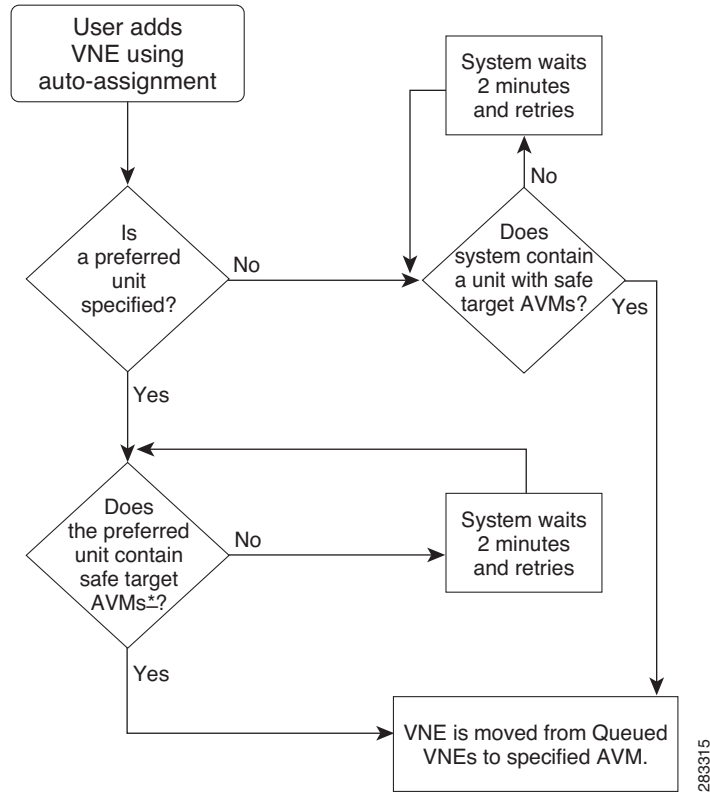 User adds
VNE using
auto-assignment
System waits
2 minutes
and retries
No
Is
a preferred
unit
specified?
No
Does
system contain
a unit with safe
target AVMs?
Yes
Yes
Does
the preferred
unit contain
safe target
AVMs*?
No
System waits
2 minutes
and retries
Yes
VNE is moved from Queued
VNEs to specified AVM.
283315